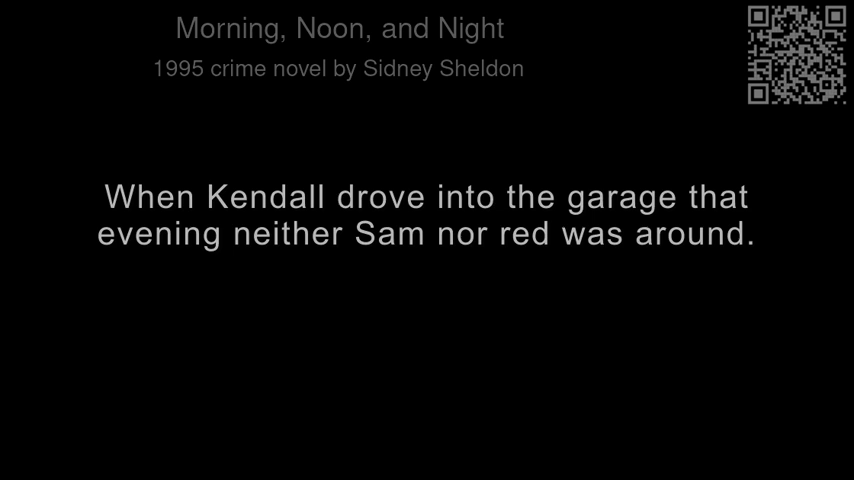 Morning, Noon, and Night
1995 crime novel by Sidney Sheldon
When Kendall drove into the garage that
evening neither Sam nor red was around.